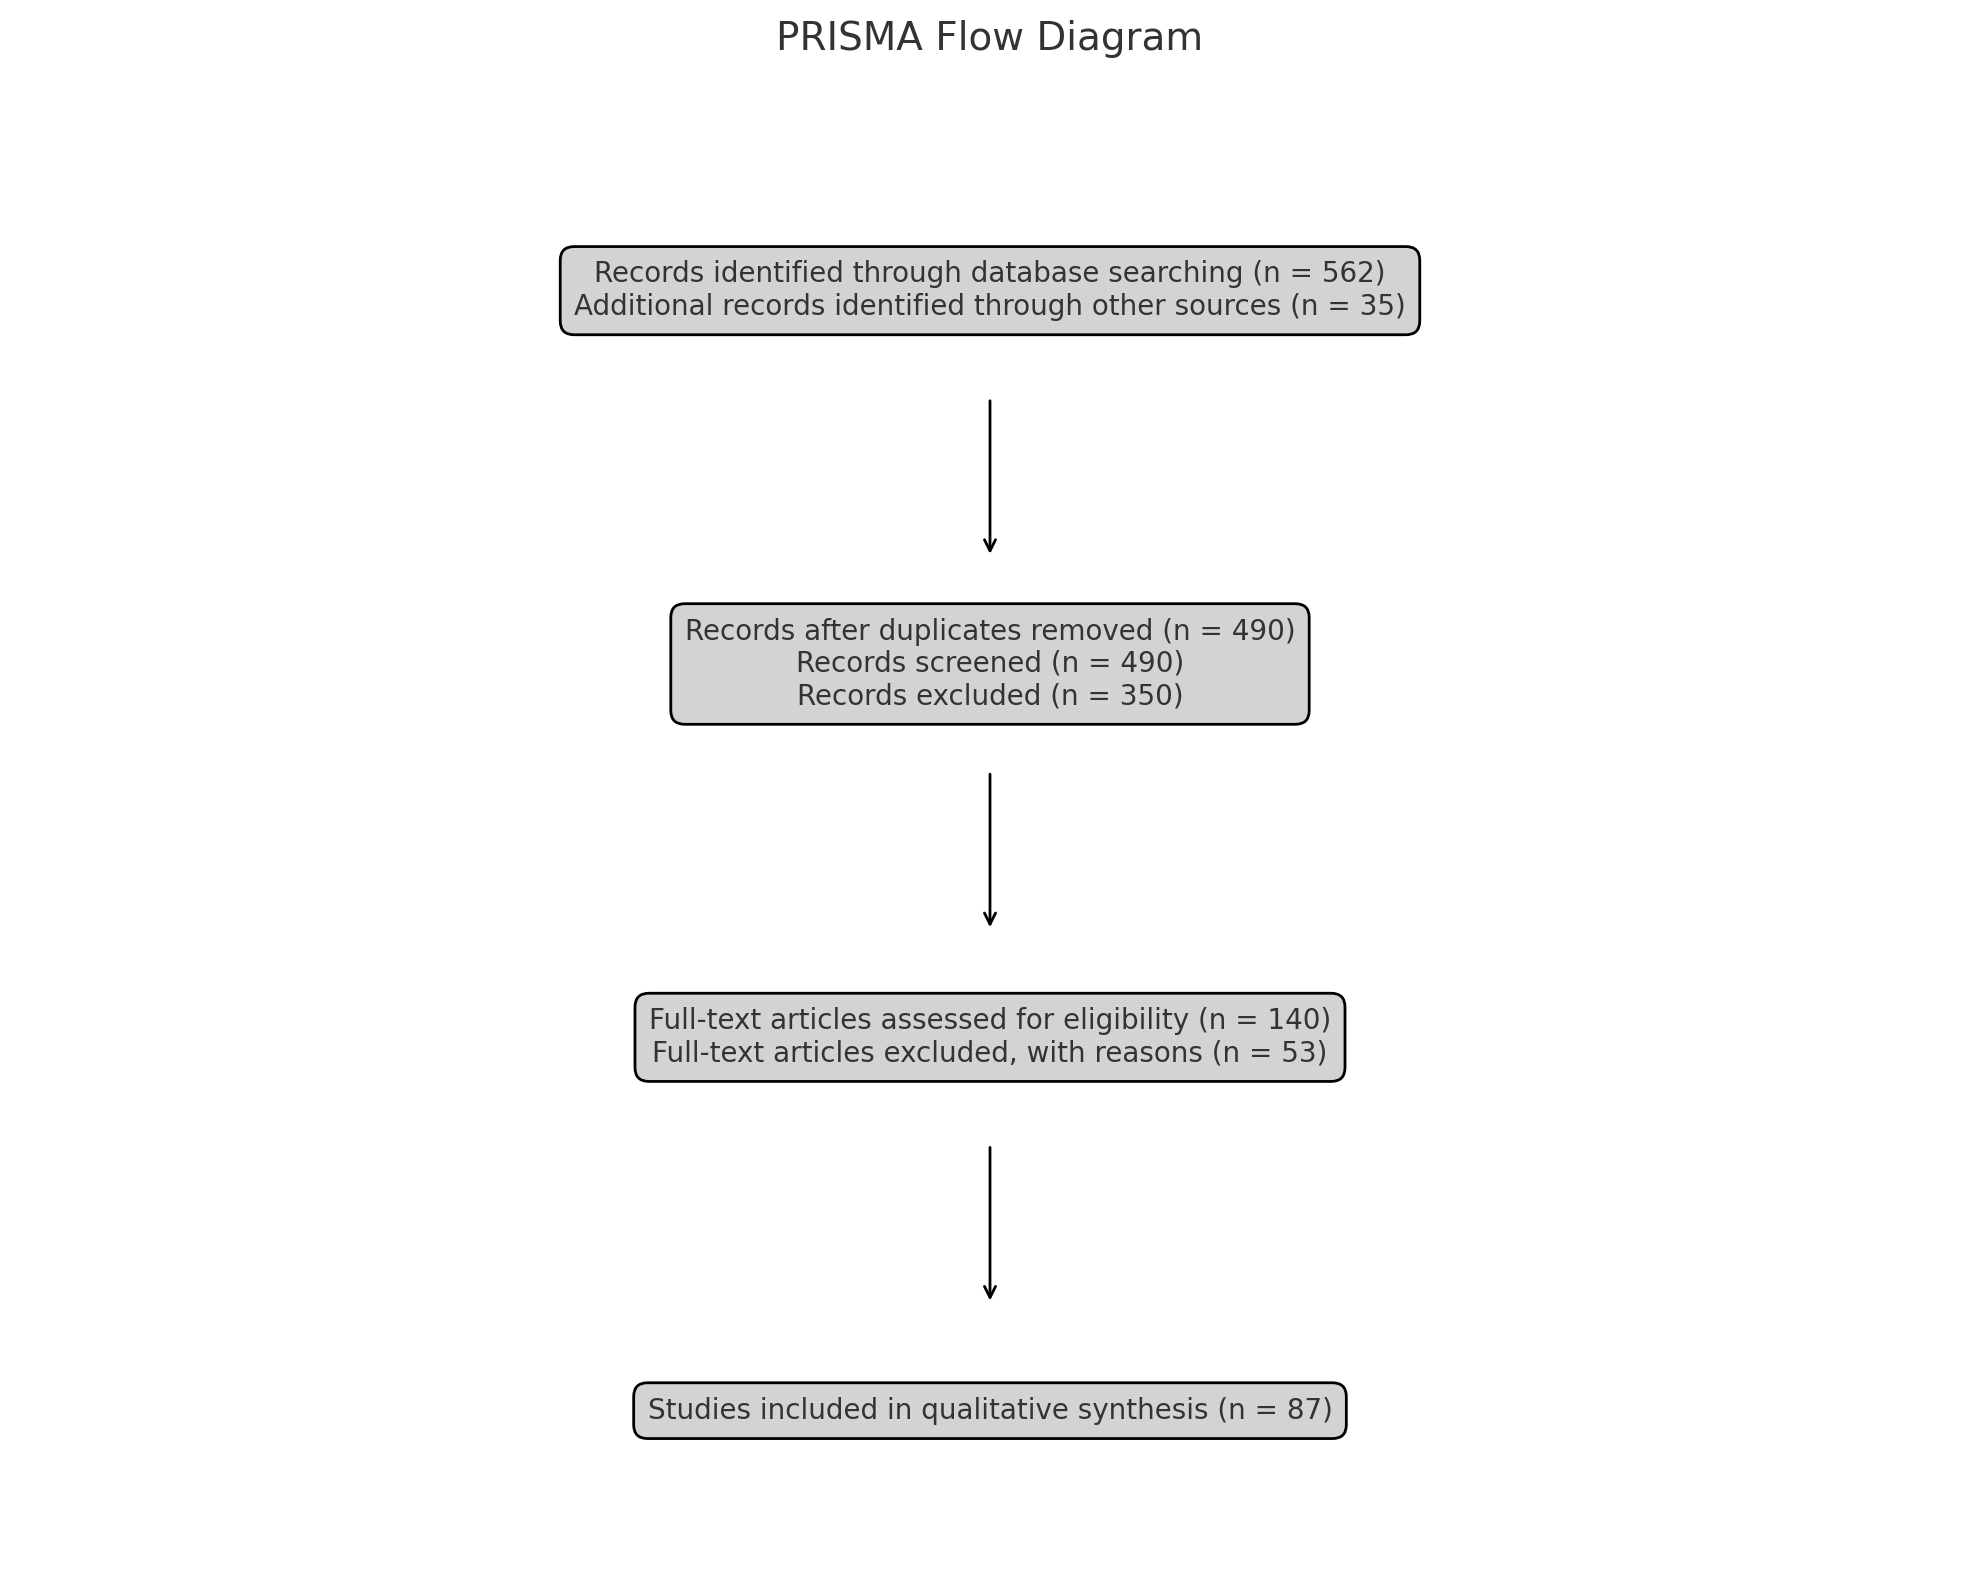 PRISMA Flow Diagram
Records identified through database searching (n = 562)
Additional records identified through other sources (n = 35)
Records after duplicates removed (n = 490)
Records screened (n = 490)
Records excluded (n = 350)
Full-text articles assessed for eligibility (n = 140)
Full-text articles excluded, with reasons (n = 53)
Studies included in qualitative synthesis (n = 87)